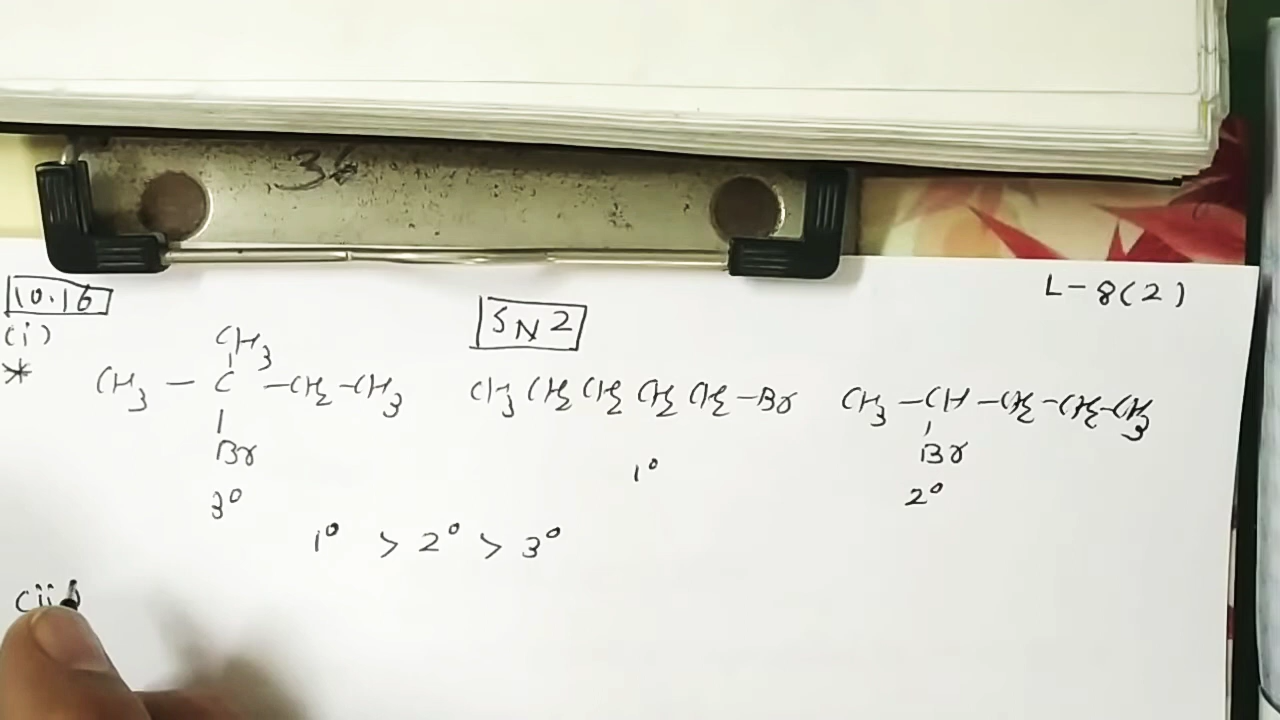 36
10.16
L-8(2)
(i)
SN2
*
CH3
CH3 - C - CH2 - CH3
CH3 CH2 CH2 CH2 CH2 - Br
CH3 - CH - CH2 - CH2 - CH3
Br
Br
3°
1°
2°
1° > 2° > 3°
(ii)